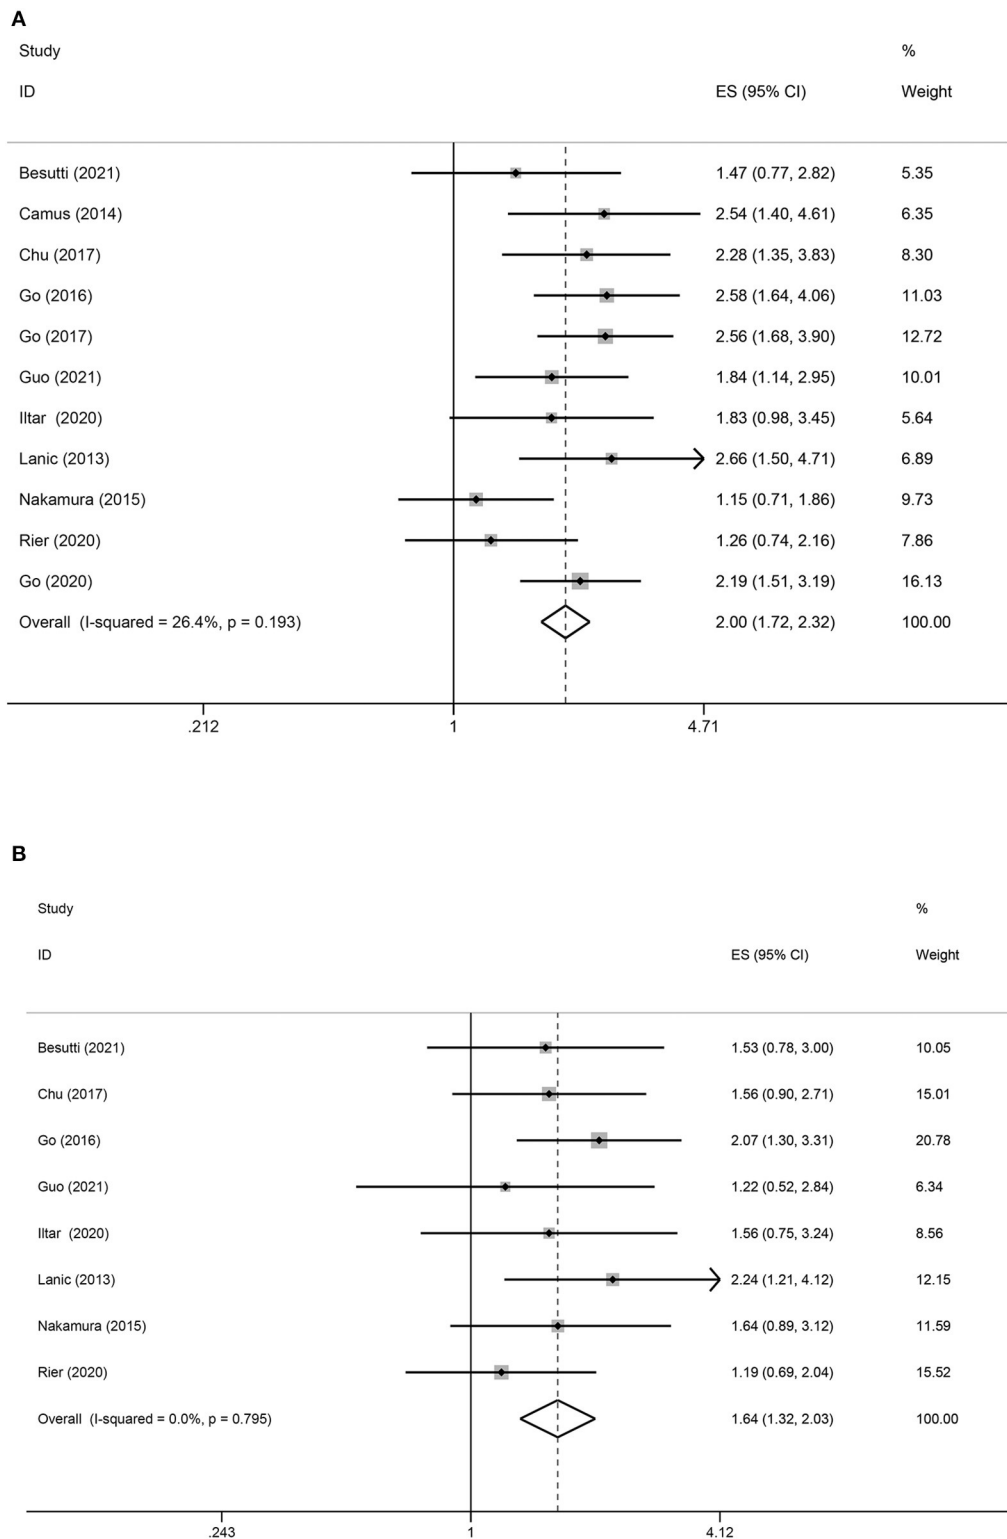 A
Study %
ID ES (95% CI) Weight
Besutti (2021) 1.47 (0.77, 2.82) 5.35
Camus (2014) 2.54 (1.40, 4.61) 6.35
Chu (2017) 2.28 (1.35, 3.83) 8.30
Go (2016) 2.58 (1.64, 4.06) 11.03
Go (2017) 2.56 (1.68, 3.90) 12.72
Guo (2021) 1.84 (1.14, 2.95) 10.01
Iltar (2020) 1.83 (0.98, 3.45) 5.64
Lanic (2013) 2.66 (1.50, 4.71) 6.89
Nakamura (2015) 1.15 (0.71, 1.86) 9.73
Rier (2020) 1.26 (0.74, 2.16) 7.86
Go (2020) 2.19 (1.51, 3.19) 16.13
Overall (I-squared = 26.4%, p = 0.193) 2.00 (1.72, 2.32) 100.00
.212 1 4.71
B
Study %
ID ES (95% CI) Weight
Besutti (2021) 1.53 (0.78, 3.00) 10.05
Chu (2017) 1.56 (0.90, 2.71) 15.01
Go (2016) 2.07 (1.30, 3.31) 20.78
Guo (2021) 1.22 (0.52, 2.84) 6.34
Iltar (2020) 1.56 (0.75, 3.24) 8.56
Lanic (2013) 2.24 (1.21, 4.12) 12.15
Nakamura (2015) 1.64 (0.89, 3.12) 11.59
Rier (2020) 1.19 (0.69, 2.04) 15.52
Overall (I-squared = 0.0%, p = 0.795) 1.64 (1.32, 2.03) 100.00
.243 1 4.12